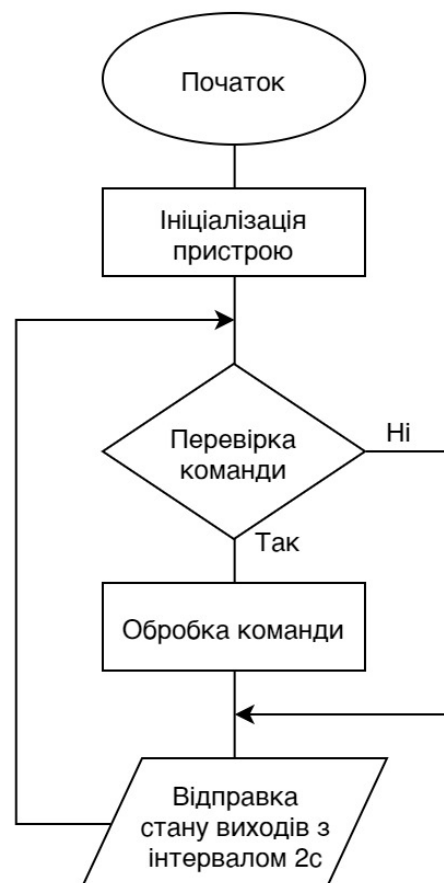 Початок
Ініціалізація
пристрою
Перевірка
команди
Ні
Так
Обробка команди
Відправка
стану виходів з
інтервалом 2с